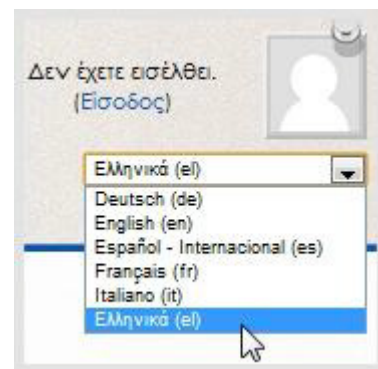 Δεν έχετε εισέλθει.
(Είσοδος)
Ελληνικά (el)
Deutsch (de)
English (en)
Español - Internacional (es)
Français (fr)
Italiano (it)
Ελληνικά (el)